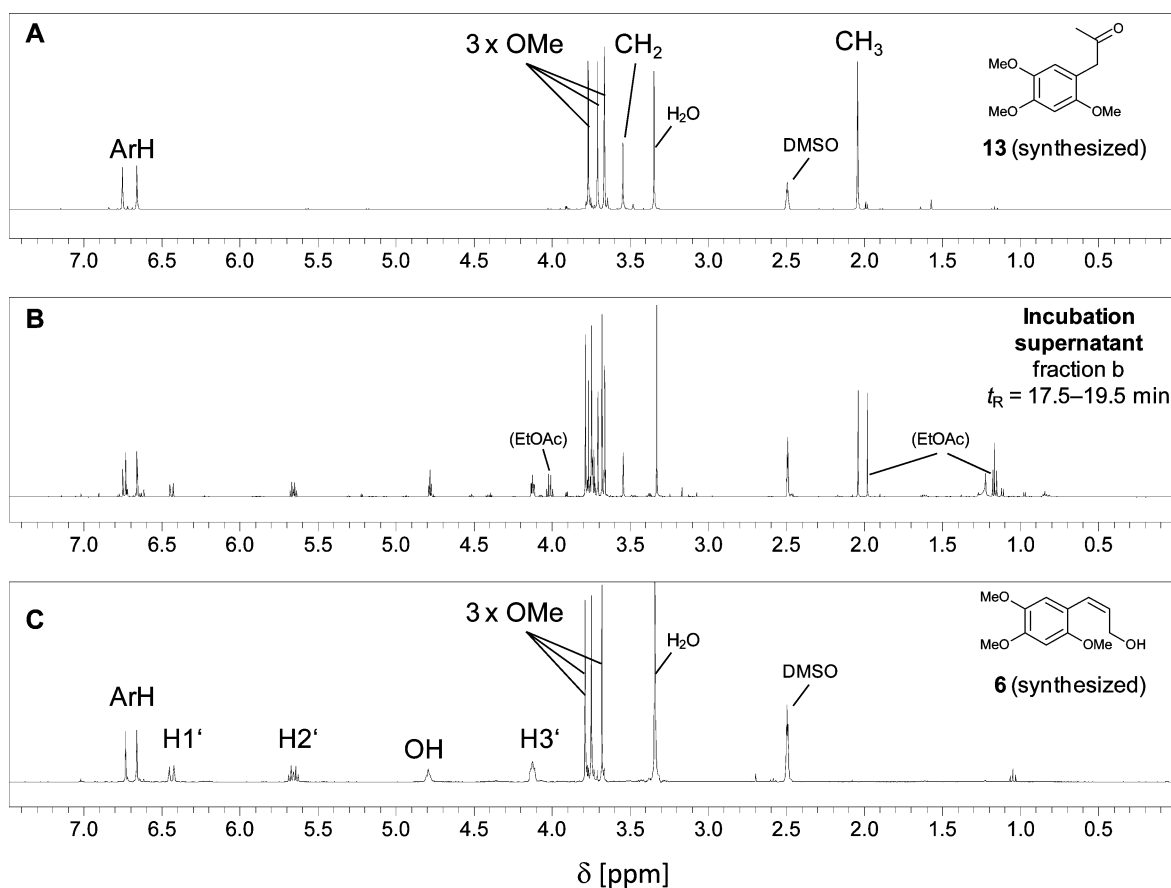 A
3 x OMe
CH2
CH3
H2O
DMSO
ArH
O
MeO
MeO
OMe
13 (synthesized)
7.0 6.5 6.0 5.5 5.0 4.5 4.0 3.5 3.0 2.5 2.0 1.5 1.0 0.5
B
Incubation
supernatant
fraction b
tR = 17.5–19.5 min
(EtOAc)
(EtOAc)
7.0 6.5 6.0 5.5 5.0 4.5 4.0 3.5 3.0 2.5 2.0 1.5 1.0 0.5
C
3 x OMe
H2O
DMSO
ArH
H1‘
H2‘
OH
H3‘
MeO
MeO
OMe
OH
6 (synthesized)
7.0 6.5 6.0 5.5 5.0 4.5 4.0 3.5 3.0 2.5 2.0 1.5 1.0 0.5
δ [ppm]